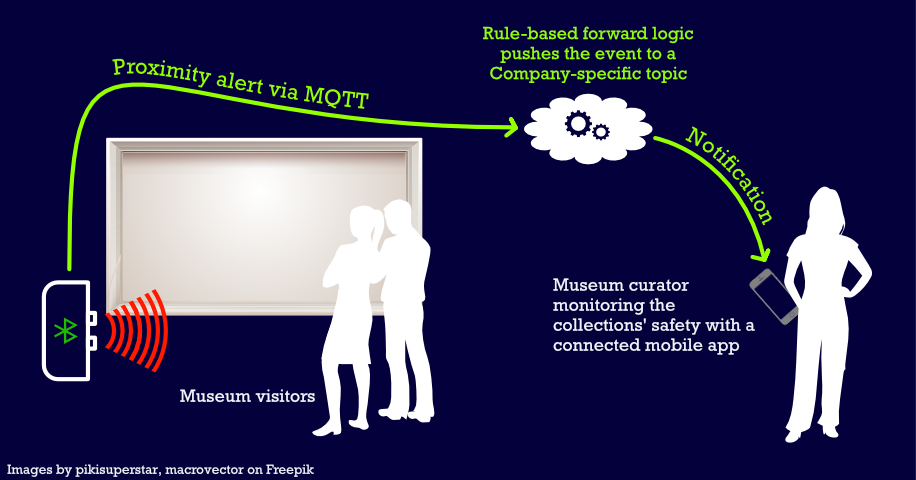 Proximity alert via MQTT
Rule-based forward logic
pushes the event to a
Company-specific topic
Notification
Museum curator
monitoring the
collections' safety with a
connected mobile app
Museum visitors
Images by pikisuperstar, macrovector on Freepik